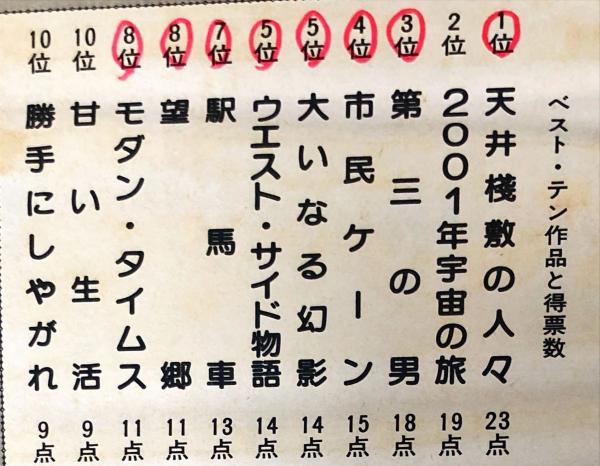 ベスト・テン作品と得票数
1位 天井棧敷の人々 23点
2位 2001年宇宙の旅 19点
3位 第三の男 18点
4位 市民ケーン 15点
5位 大いなる幻影 14点
5位 ウエスト・サイド物語 14点
7位 駅馬車 13点
8位 望郷 11点
8位 モダン・タイムス 11点
10位 甘い生活 9点
10位 勝手にしやがれ 9点